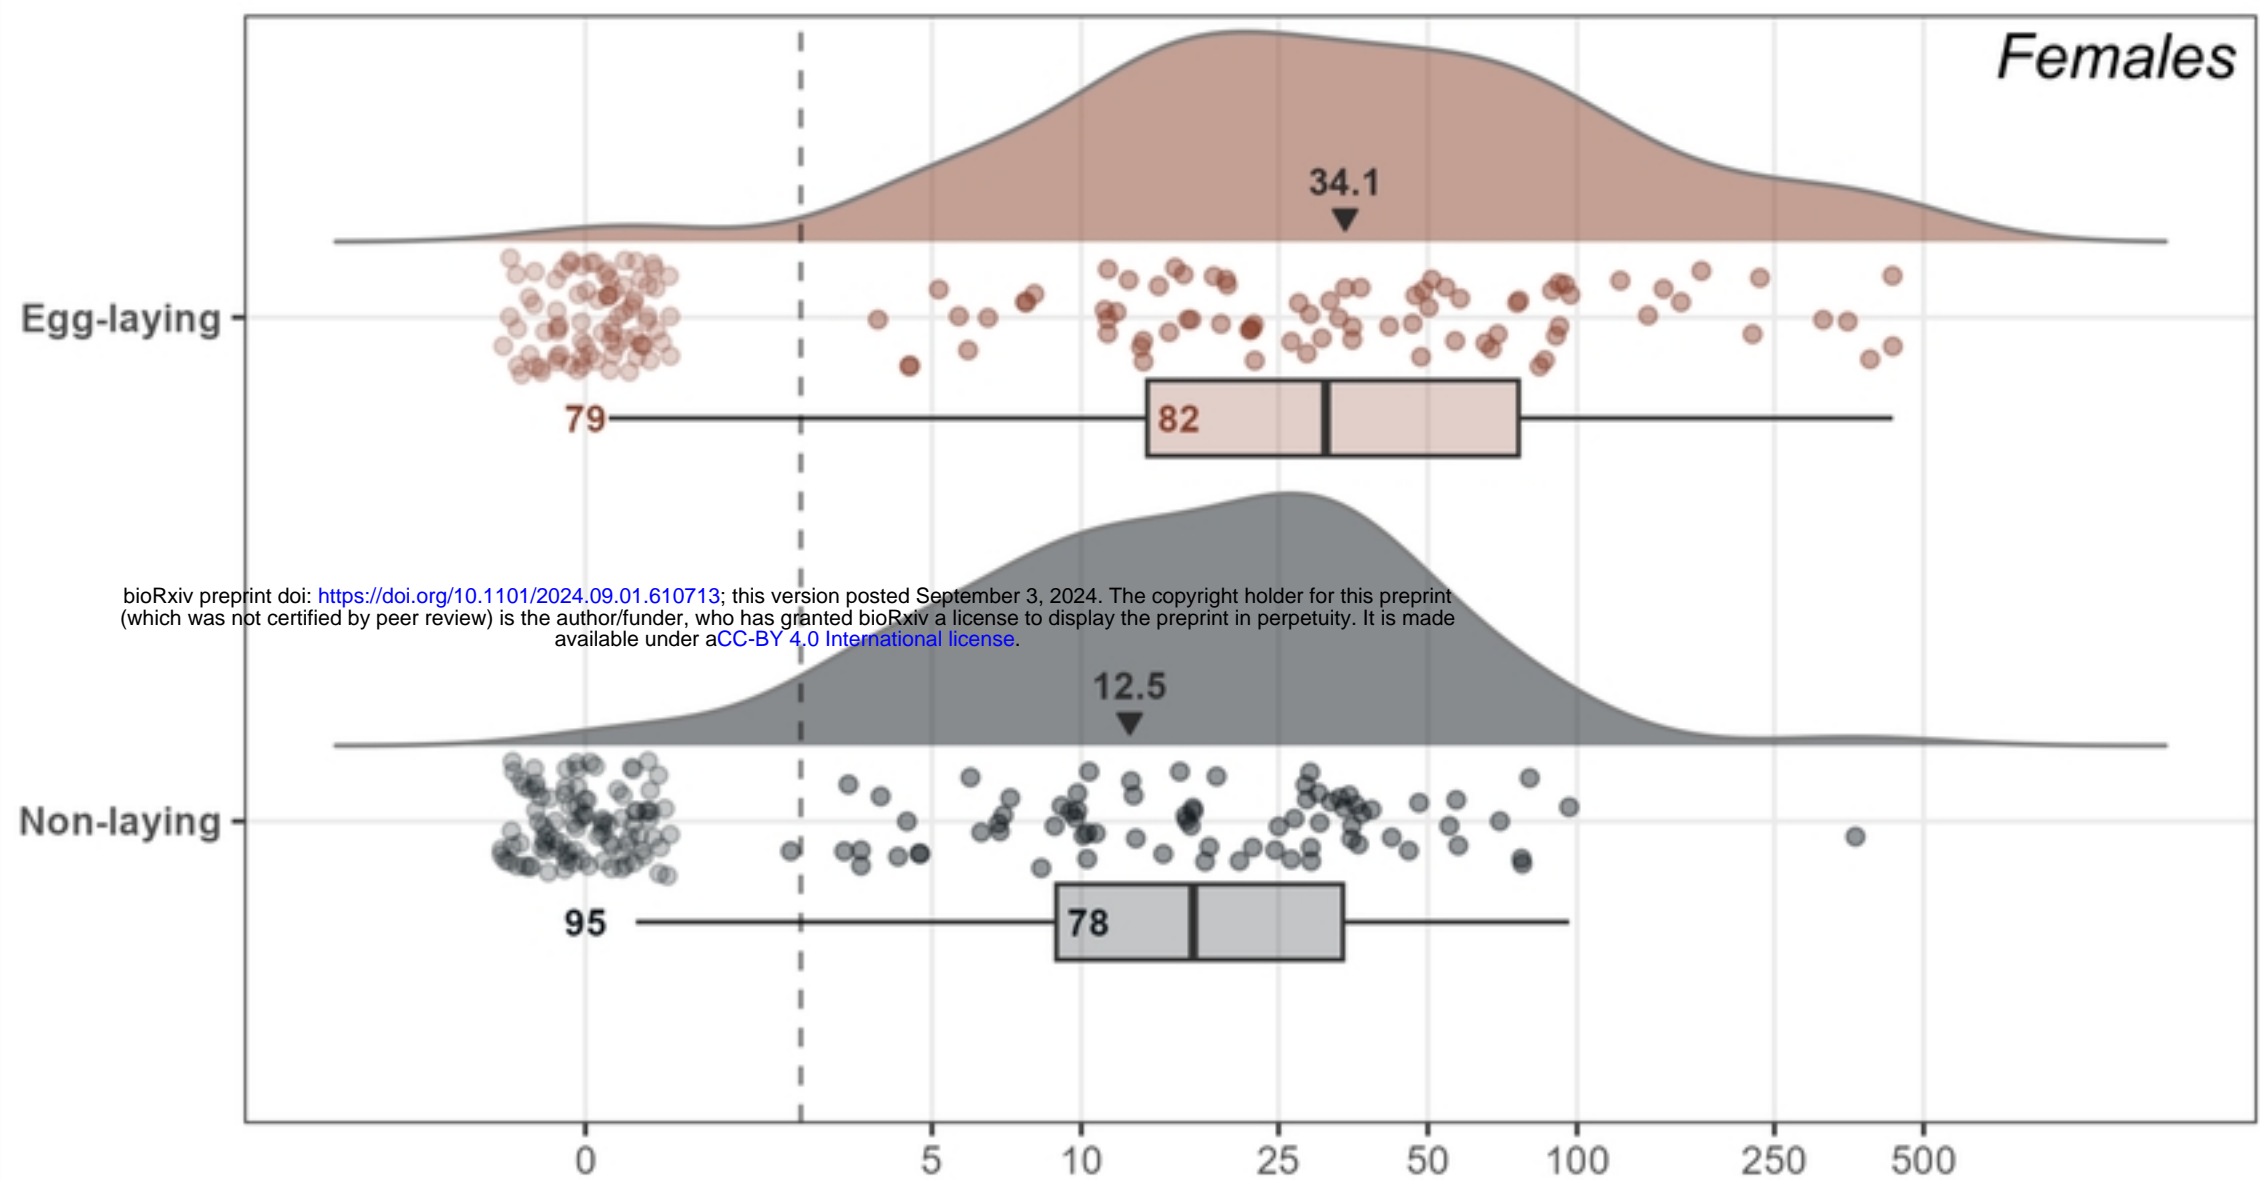 Females
34.1
Egg-laying
79
82
bioRxiv preprint doi: https://doi.org/10.1101/2024.09.01.610713; this version posted September 3, 2024. The copyright holder for this preprint
(which was not certified by peer review) is the author/funder, who has granted bioRxiv a license to display the preprint in perpetuity. It is made
available under aCC-BY 4.0 International license.
12.5
Non-laying
95
78
0 5 10 25 50 100 250 500